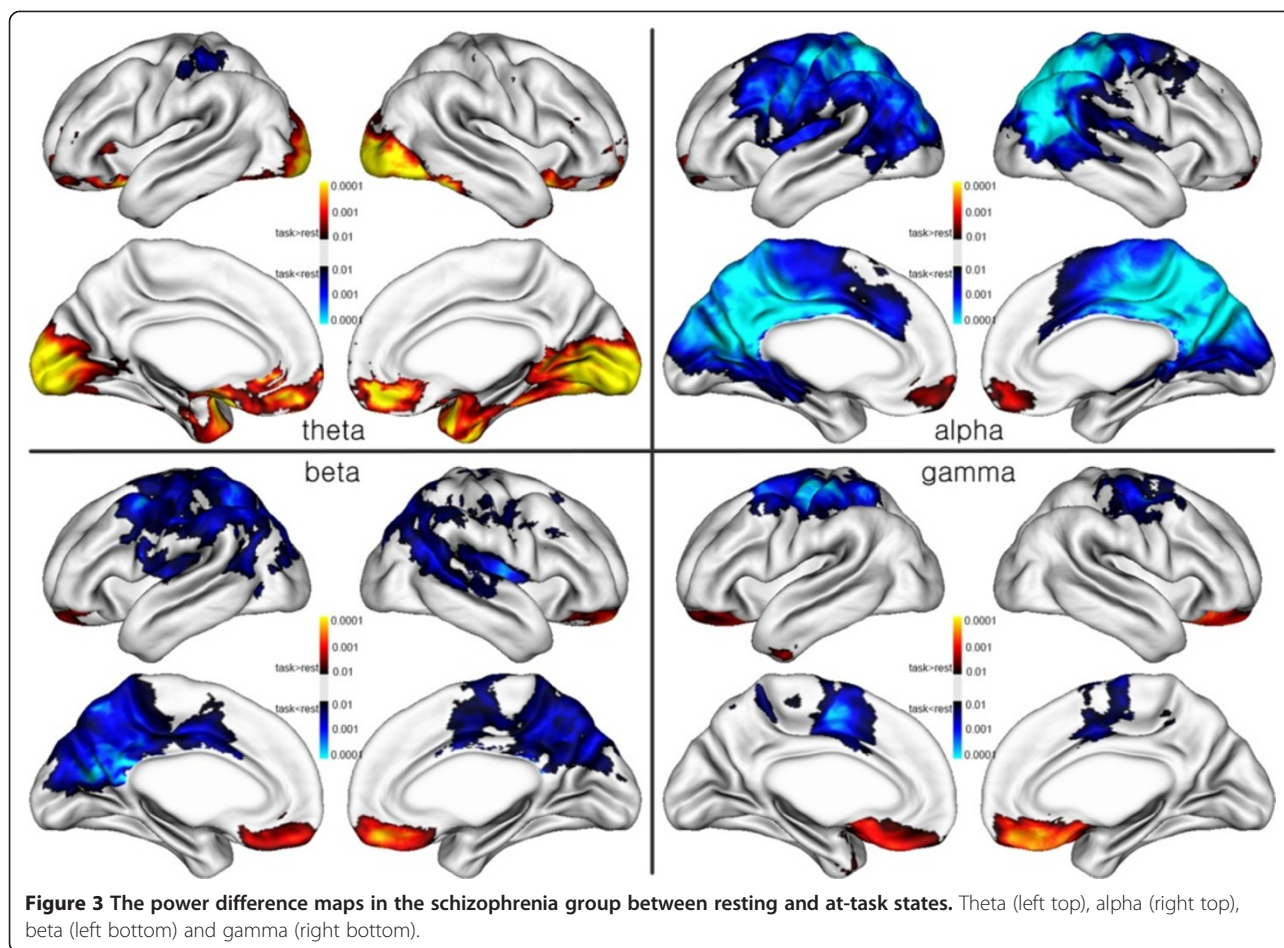 0.0001
0.001
task>rest
0.01
0.01
task<rest
0.001
0.0001
theta
0.0001
0.001
task>rest
0.01
0.01
task<rest
0.001
0.0001
alpha
beta
0.0001
0.001
task>rest
0.01
0.01
task<rest
0.001
0.0001
gamma
0.0001
0.001
task>rest
0.01
0.01
task<rest
0.001
0.0001
Figure 3 The power difference maps in the schizophrenia group between resting and at-task states. Theta (left top), alpha (right top),
beta (left bottom) and gamma (right bottom).